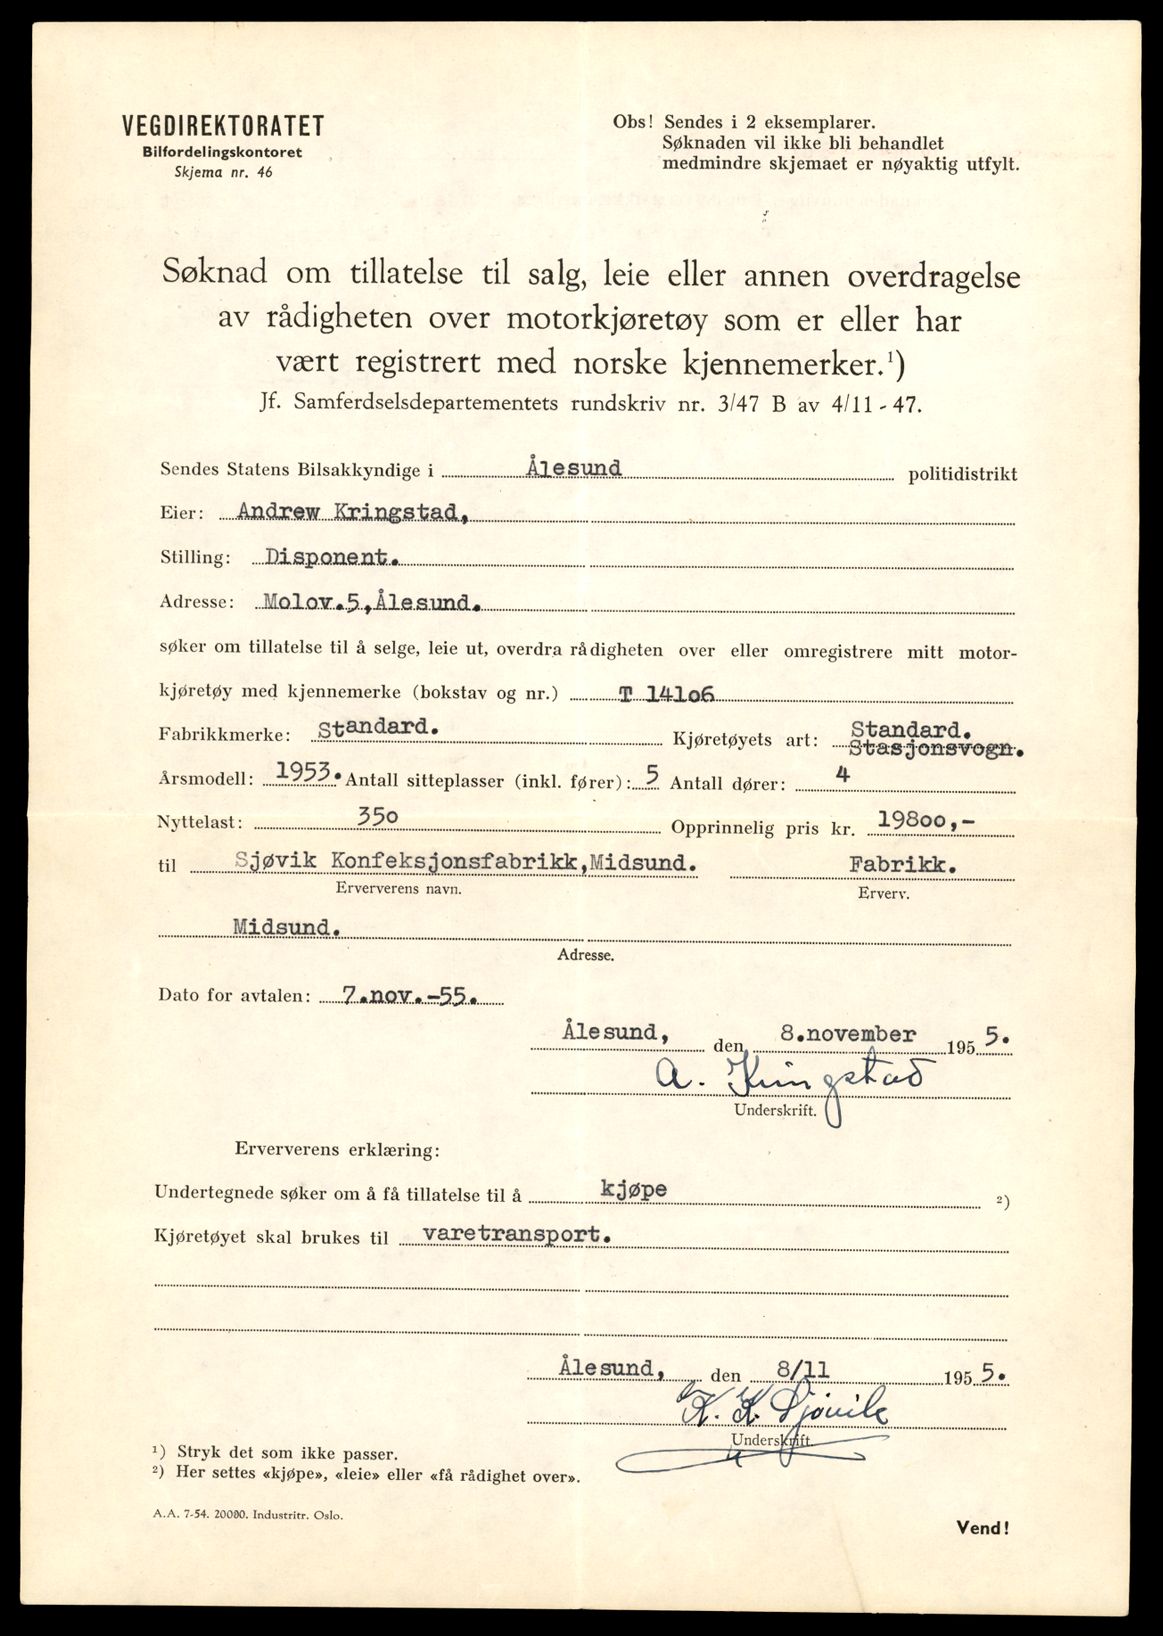 VEGDIREKTORATET
Bilfordelingskontoret
Skjema nr. 46
Obs! Sendes i 2 eksemplarer.
Søknaden vil ikke bli behandlet
medmindre skjemaet er nøyaktig utfylt.
Søknad om tillatelse til salg, leie eller annen overdragelse
av rådigheten over motorkjøretøy som er eller har
vært registrert med norske kjennemerker.¹)
Jf. Samferdselsdepartementets rundskriv nr. 3/47 B av 4/11 - 47.
Sendes Statens Bilsakkyndige i Ålesund politidistrikt
Eier: Andrew Kringstad,
Stilling: Disponent.
Adresse: Molov.5,Ålesund.
søker om tillatelse til å selge, leie ut, overdra rådigheten over eller omregistrere mitt motor-
kjøretøy med kjennemerke (bokstav og nr.) T 141o6
Fabrikkmerke: Standard. Kjøretøyets art: Standard.
Stasjonsvogn.
Årsmodell: 1953. Antall sitteplasser (inkl. fører): 5 Antall dører: 4
Nyttelast: 35o Opprinnelig pris kr. 198oo,-
til Sjøvik Konfeksjonsfabrikk,Midsund. Fabrikk.
Erververens navn. Erverv.
Midsund.
Adresse.
Dato for avtalen: 7.nov.-55.
Ålesund, den 8.november 1955.
A. Kringstad
Underskrift.
Erververens erklæring:
Undertegnede søker om å få tillatelse til å kjøpe ²)
Kjøretøyet skal brukes til varetransport.
Ålesund, den 8/11 1955.
K. K. Sjøvik
Underskrift.
¹) Stryk det som ikke passer.
²) Her settes «kjøpe», «leie» eller «få rådighet over».
A.A. 7-54. 20000. Industritr. Oslo.
Vend!